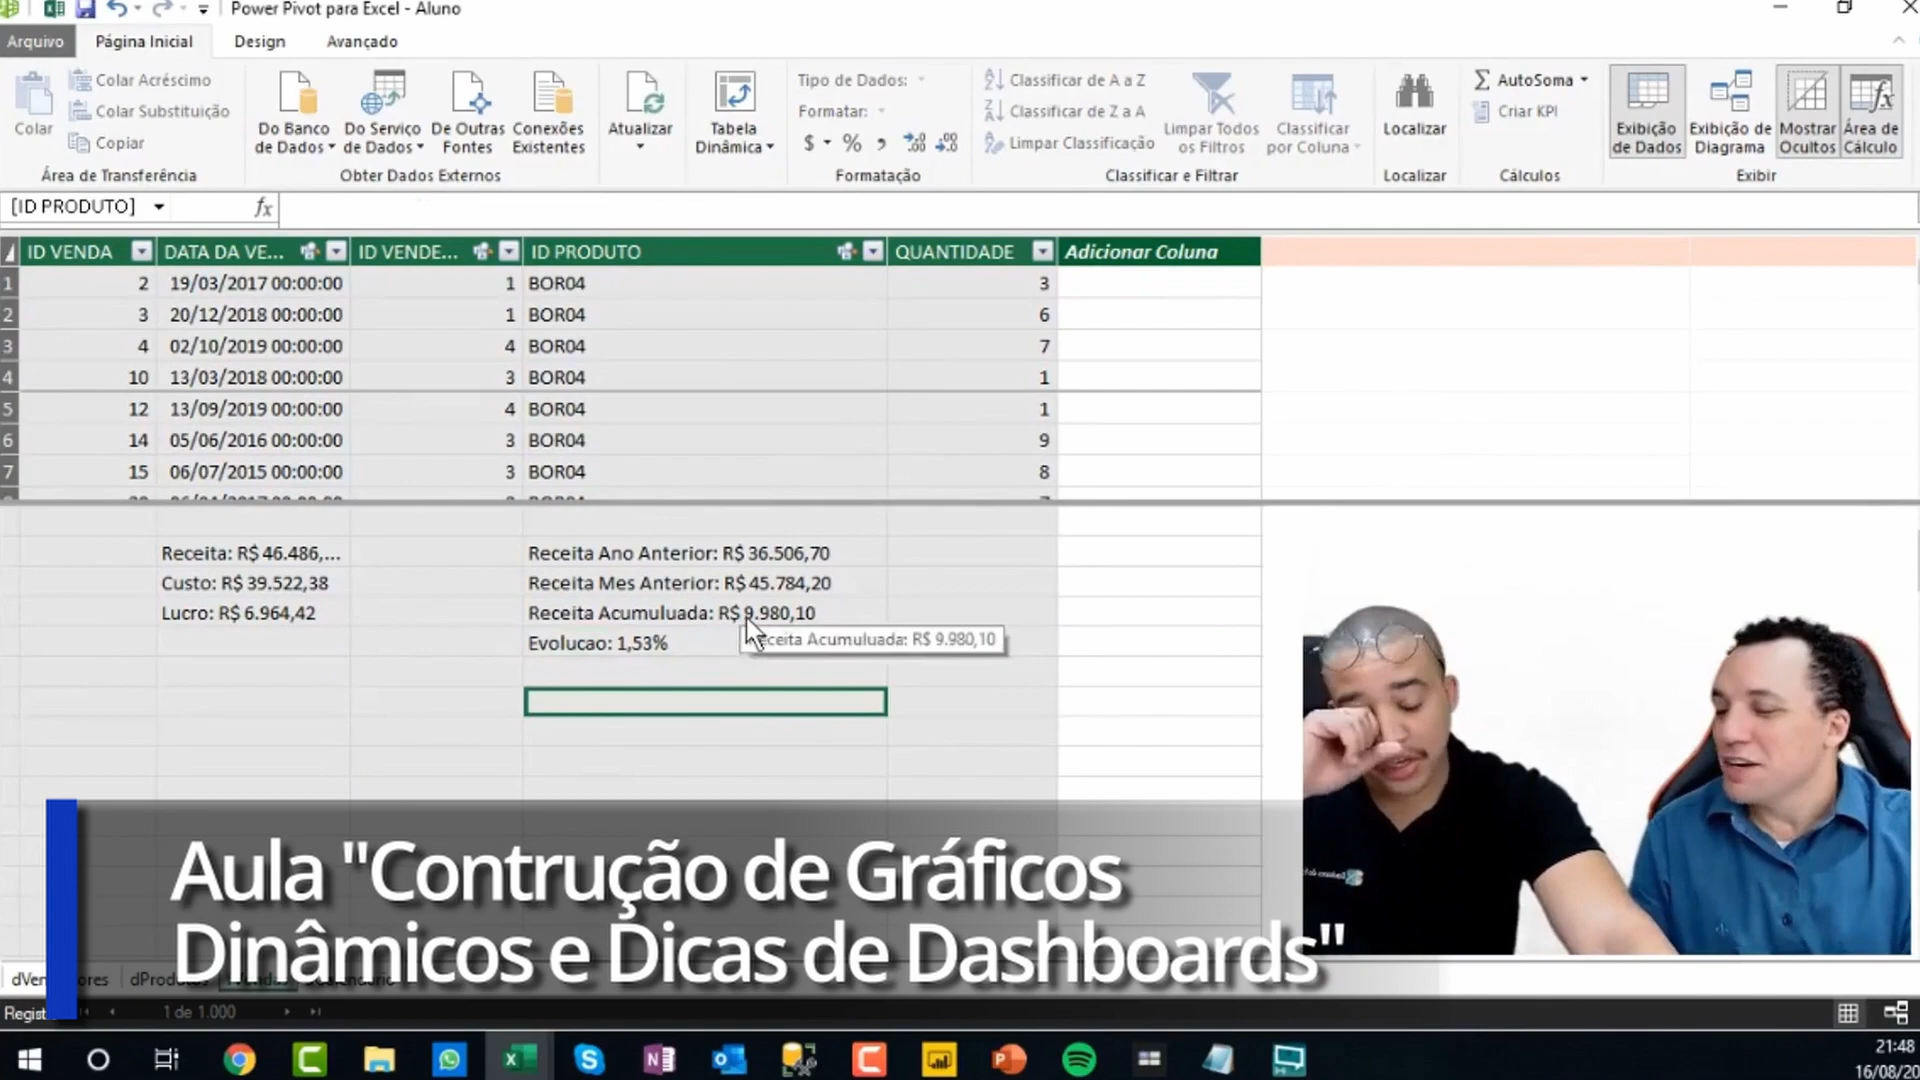 Power Pivot para Excel - Aluno
Arquivo Página Inicial Design Avançado
Colar
Colar Acréscimo
Colar Substituição
Copiar
Área de Transferência
Do Banco de Dados
Do Serviço de Dados
De Outras Fontes
Conexões Existentes
Obter Dados Externos
Atualizar
Tabela Dinâmica
Tipo de Dados:
Formatar:
$ % ,
Formatação
Classificar de A a Z
Classificar de Z a A
Limpar Classificação
Limpar Todos os Filtros
Classificar por Coluna
Classificar e Filtrar
Localizar
Localizar
AutoSoma
Criar KPI
Cálculos
Exibição de Dados
Exibição de Diagrama
Mostrar Ocultos
Área de Cálculo
Exibir
[ID PRODUTO] fx
ID VENDA DATA DA VE... ID VENDE... ID PRODUTO QUANTIDADE Adicionar Coluna
1 2 19/03/2017 00:00:00 1 BOR04 3
2 3 20/12/2018 00:00:00 1 BOR04 6
3 4 02/10/2019 00:00:00 4 BOR04 7
4 10 13/03/2018 00:00:00 3 BOR04 1
5 12 13/09/2019 00:00:00 4 BOR04 1
6 14 05/06/2016 00:00:00 3 BOR04 9
7 15 06/07/2015 00:00:00 3 BOR04 8
Receita: R$ 46.486,... Receita Ano Anterior: R$ 36.506,70
Custo: R$ 39.522,38 Receita Mes Anterior: R$ 45.784,20
Lucro: R$ 6.964,42 Receita Acumuluada: R$ 9.980,10
Evolucao: 1,53% eceita Acumuluada: R$ 9.980,10
Aula "Contrução de Gráficos
Dinâmicos e Dicas de Dashboards"
1 de 1.000
21:48
16/08/20